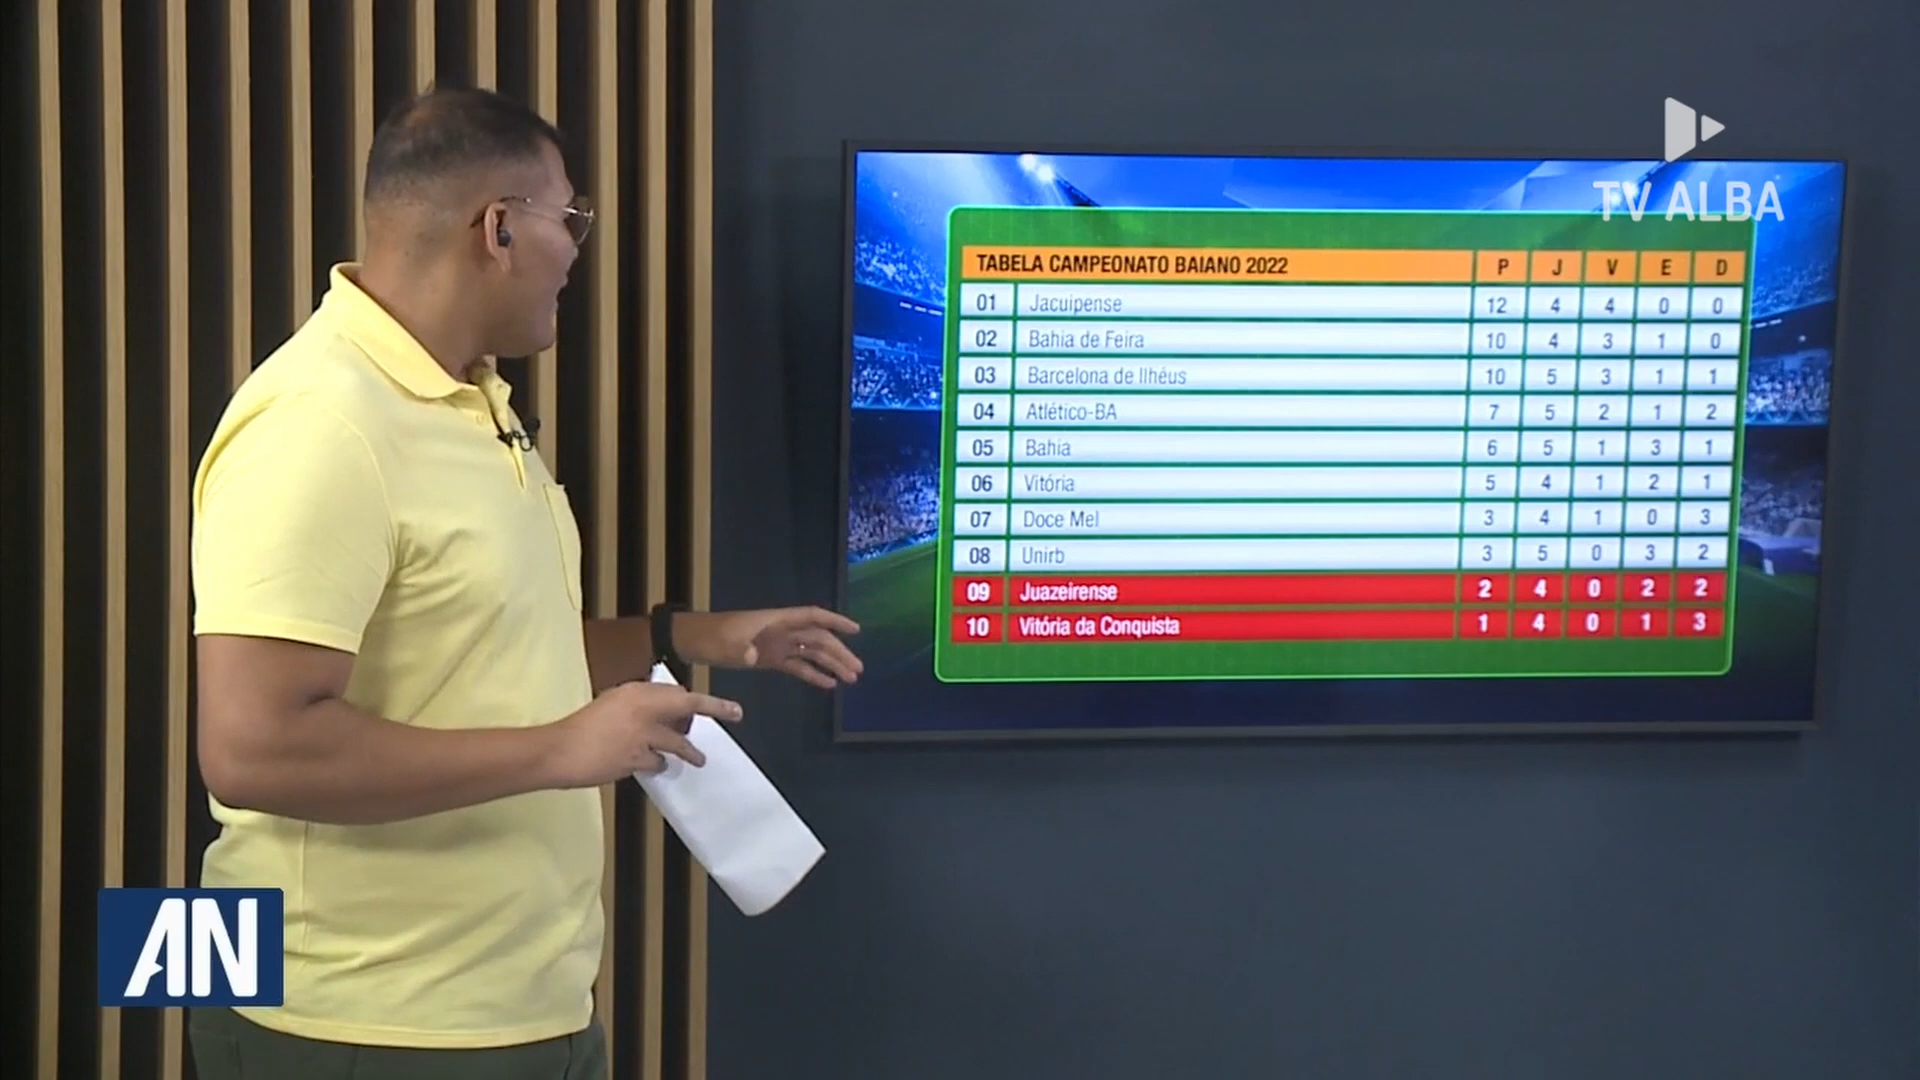 TV ALBA
TABELA CAMPEONATO BAIANO 2022 P J V E D
01 Jacuipense 12 4 4 0 0
02 Bahia de Feira 10 4 3 1 0
03 Barcelona de Ilhéus 10 5 3 1 1
04 Atlético-BA 7 5 2 1 2
05 Bahia 6 5 1 3 1
06 Vitória 5 4 1 2 1
07 Doce Mel 3 4 1 0 3
08 Unirb 3 5 0 3 2
09 Juazeirense 2 4 0 2 2
10 Vitória da Conquista 1 4 0 1 3
AN